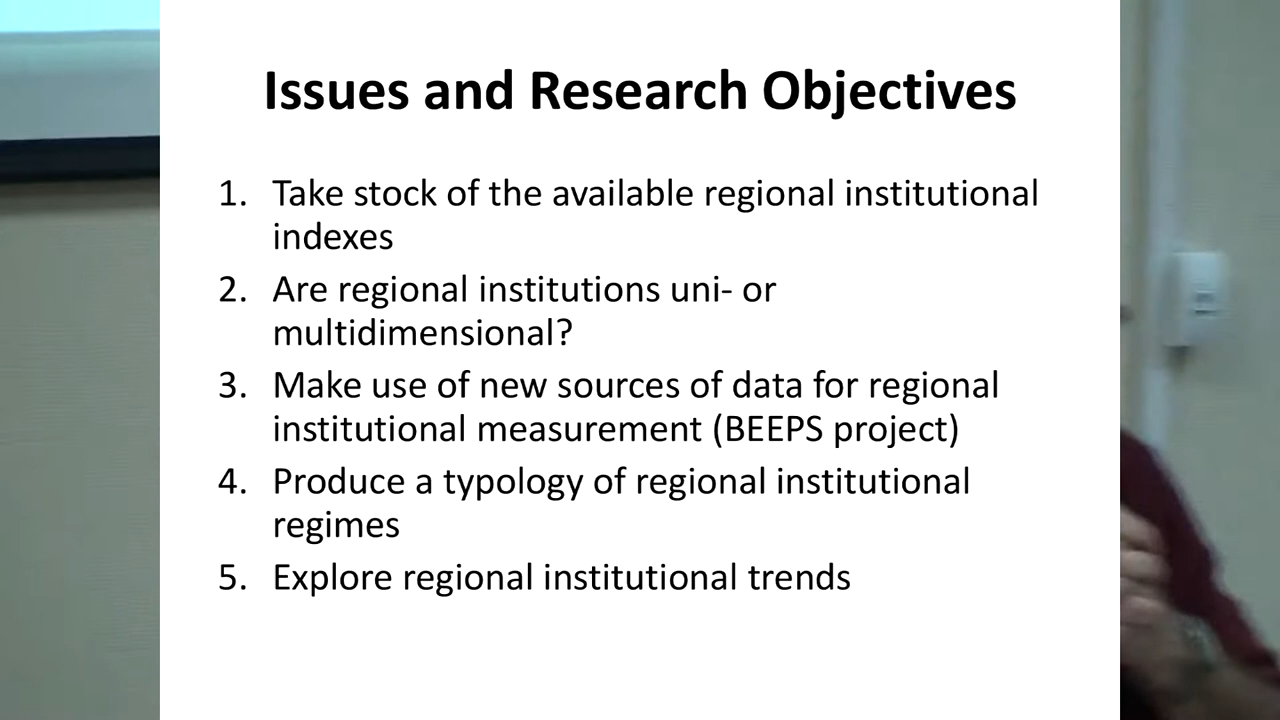 Issues and Research Objectives
1. Take stock of the available regional institutional
indexes
2. Are regional institutions uni- or
multidimensional?
3. Make use of new sources of data for regional
institutional measurement (BEEPS project)
4. Produce a typology of regional institutional
regimes
5. Explore regional institutional trends